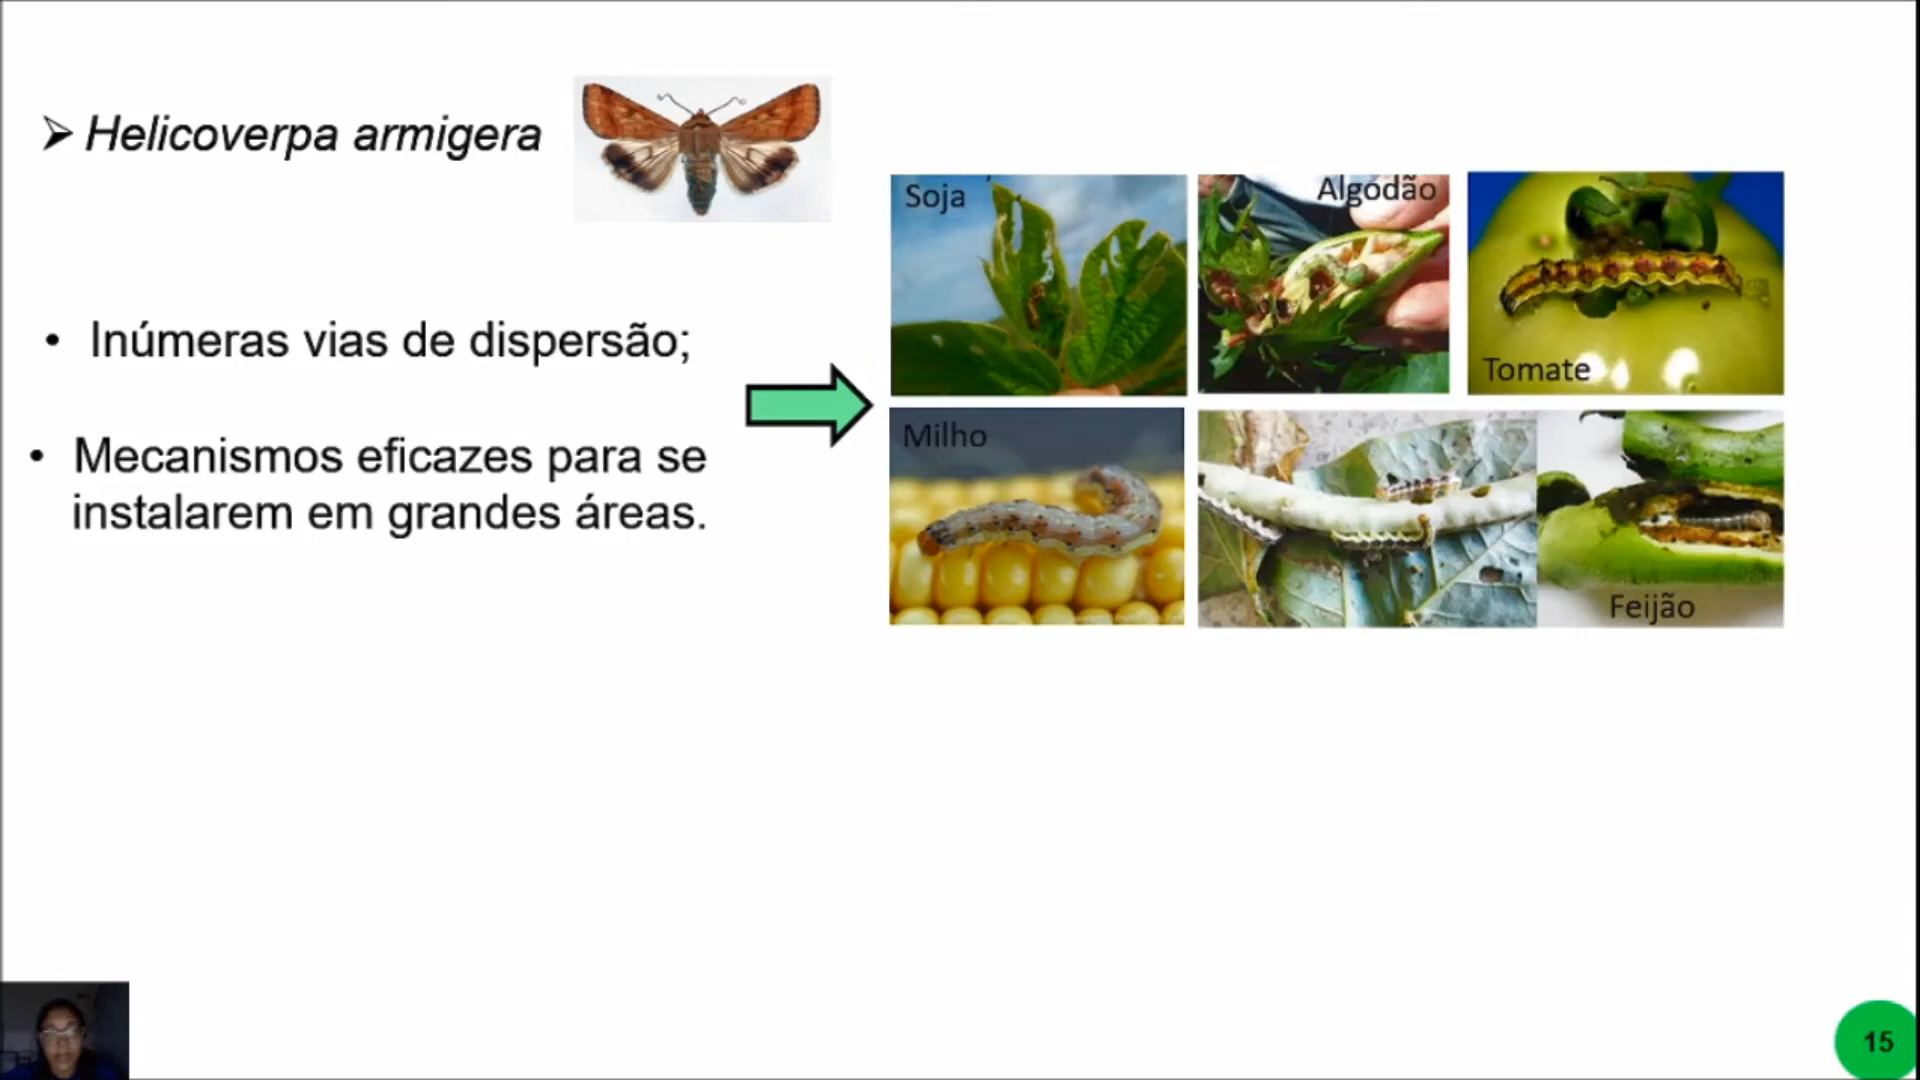 ➢ Helicoverpa armigera
• Inúmeras vias de dispersão;
• Mecanismos eficazes para se
instalarem em grandes áreas.
Soja
Algodão
Tomate
Milho
Feijão
15